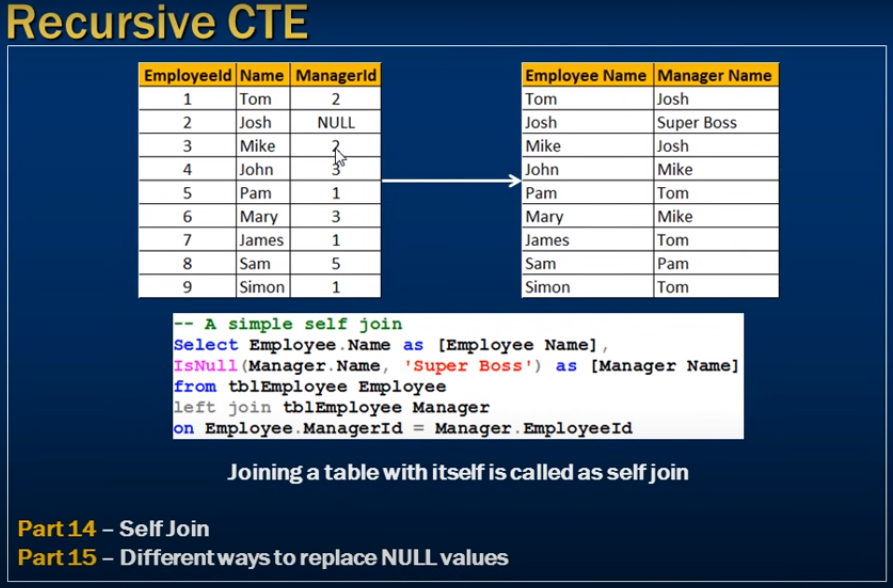 Recursive CTE
EmployeeId Name ManagerId
1 Tom 2
2 Josh NULL
3 Mike 2
4 John 3
5 Pam 1
6 Mary 3
7 James 1
8 Sam 5
9 Simon 1
Employee Name Manager Name
Tom Josh
Josh Super Boss
Mike Josh
John Mike
Pam Tom
Mary Mike
James Tom
Sam Pam
Simon Tom
-- A simple self join
Select Employee.Name as [Employee Name],
IsNull(Manager.Name, 'Super Boss') as [Manager Name]
from tblEmployee Employee
left join tblEmployee Manager
on Employee.ManagerId = Manager.EmployeeId
Joining a table with itself is called as self join
Part 14 – Self Join
Part 15 – Different ways to replace NULL values